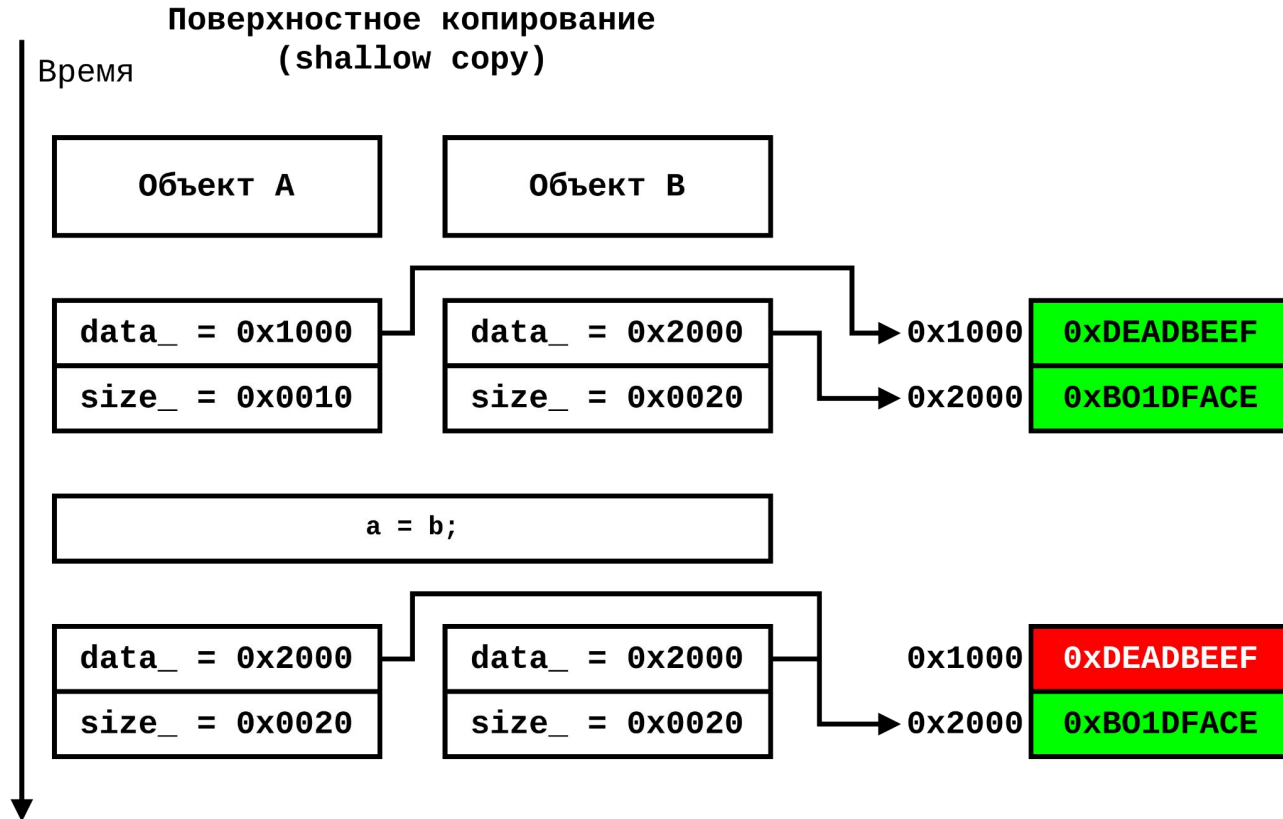 Поверхностное копирование
(shallow copy)
Время
Объект A
Объект B
data_ = 0x1000
data_ = 0x2000
0x1000
0xDEADBEEF
size_ = 0x0010
size_ = 0x0020
0x2000
0xBO1DFACE
a = b;
data_ = 0x2000
data_ = 0x2000
0x1000
0xDEADBEEF
size_ = 0x0020
size_ = 0x0020
0x2000
0xBO1DFACE